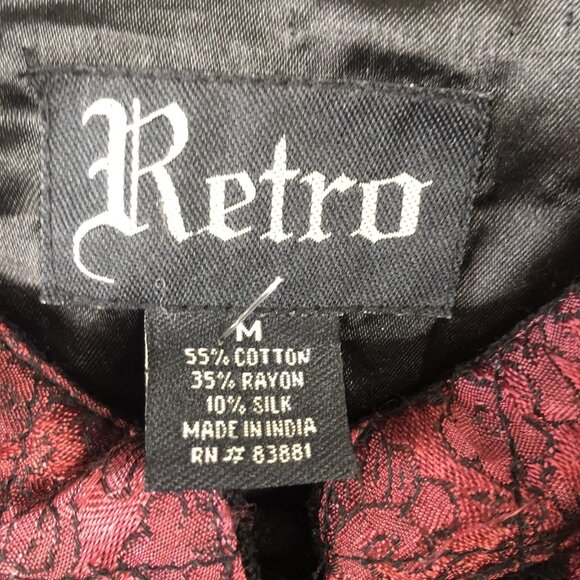 Retro
M
55% COTTON
35% RAYON
10% SILK
MADE IN INDIA
RN # 83881